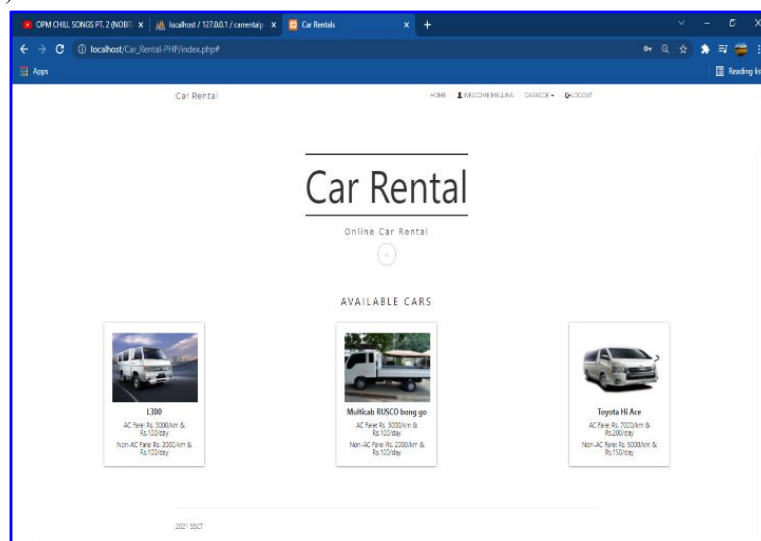 )
OPM CHILL SONGS PT. 2 (NOBIT
localhost / 127.0.0.1 / carrentalp
Car Rentals
localhost/Car_Rental-PHP/index.php#
Apps
Reading list
Car Rental
HOME WELCOME MELLINA GARAGE LOGOUT
Car Rental
Online Car Rental
AVAILABLE CARS
L300
AC Fare: Rs. 3000/km &
Rs.100/day
Non-AC Fare: Rs. 2000/km &
Rs.100/day
Multicab RUSCO bong go
AC Fare: Rs. 3000/km &
Rs.100/day
Non-AC Fare: Rs. 2000/km &
Rs.100/day
Toyota Hi Ace
AC Fare: Rs. 7000/km &
Rs.200/day
Non-AC Fare: Rs. 5000/km &
Rs.150/day
2021 SSCT